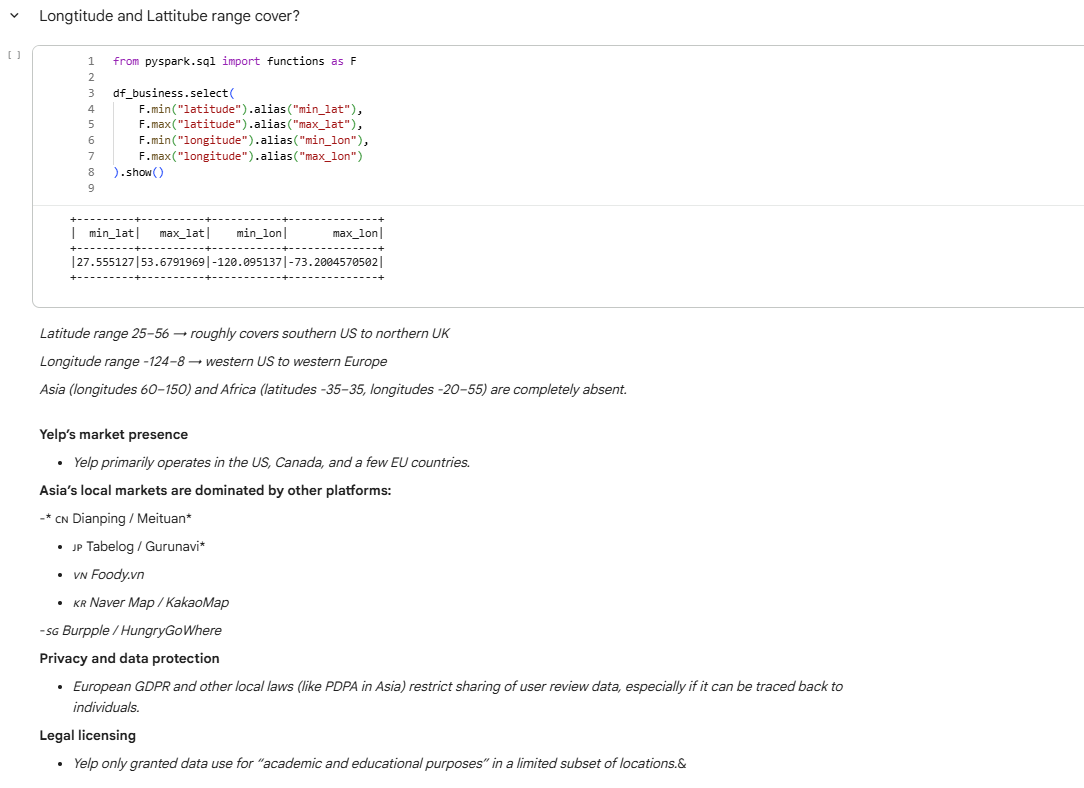 Longtitude and Lattitube range cover?
[ ]
1 from pyspark.sql import functions as F
2
3 df_business.select(
4     F.min("latitude").alias("min_lat"),
5     F.max("latitude").alias("max_lat"),
6     F.min("longitude").alias("min_lon"),
7     F.max("longitude").alias("max_lon")
8 ).show()
9
+---------+----------+-----------+--------------+
|  min_lat|   max_lat|    min_lon|       max_lon|
+---------+----------+-----------+--------------+
|27.555127|53.6791969|-120.095137|-73.2004570502|
+---------+----------+-----------+--------------+
Latitude range 25–56 → roughly covers southern US to northern UK
Longitude range -124–8 → western US to western Europe
Asia (longitudes 60–150) and Africa (latitudes -35–35, longitudes -20–55) are completely absent.
Yelp’s market presence
• Yelp primarily operates in the US, Canada, and a few EU countries.
Asia’s local markets are dominated by other platforms:
-* CN Dianping / Meituan*
• JP Tabelog / Gurunavi*
• VN Foody.vn
• KR Naver Map / KakaoMap
-SG Burpple / HungryGoWhere
Privacy and data protection
• European GDPR and other local laws (like PDPA in Asia) restrict sharing of user review data, especially if it can be traced back to
individuals.
Legal licensing
• Yelp only granted data use for “academic and educational purposes” in a limited subset of locations.&